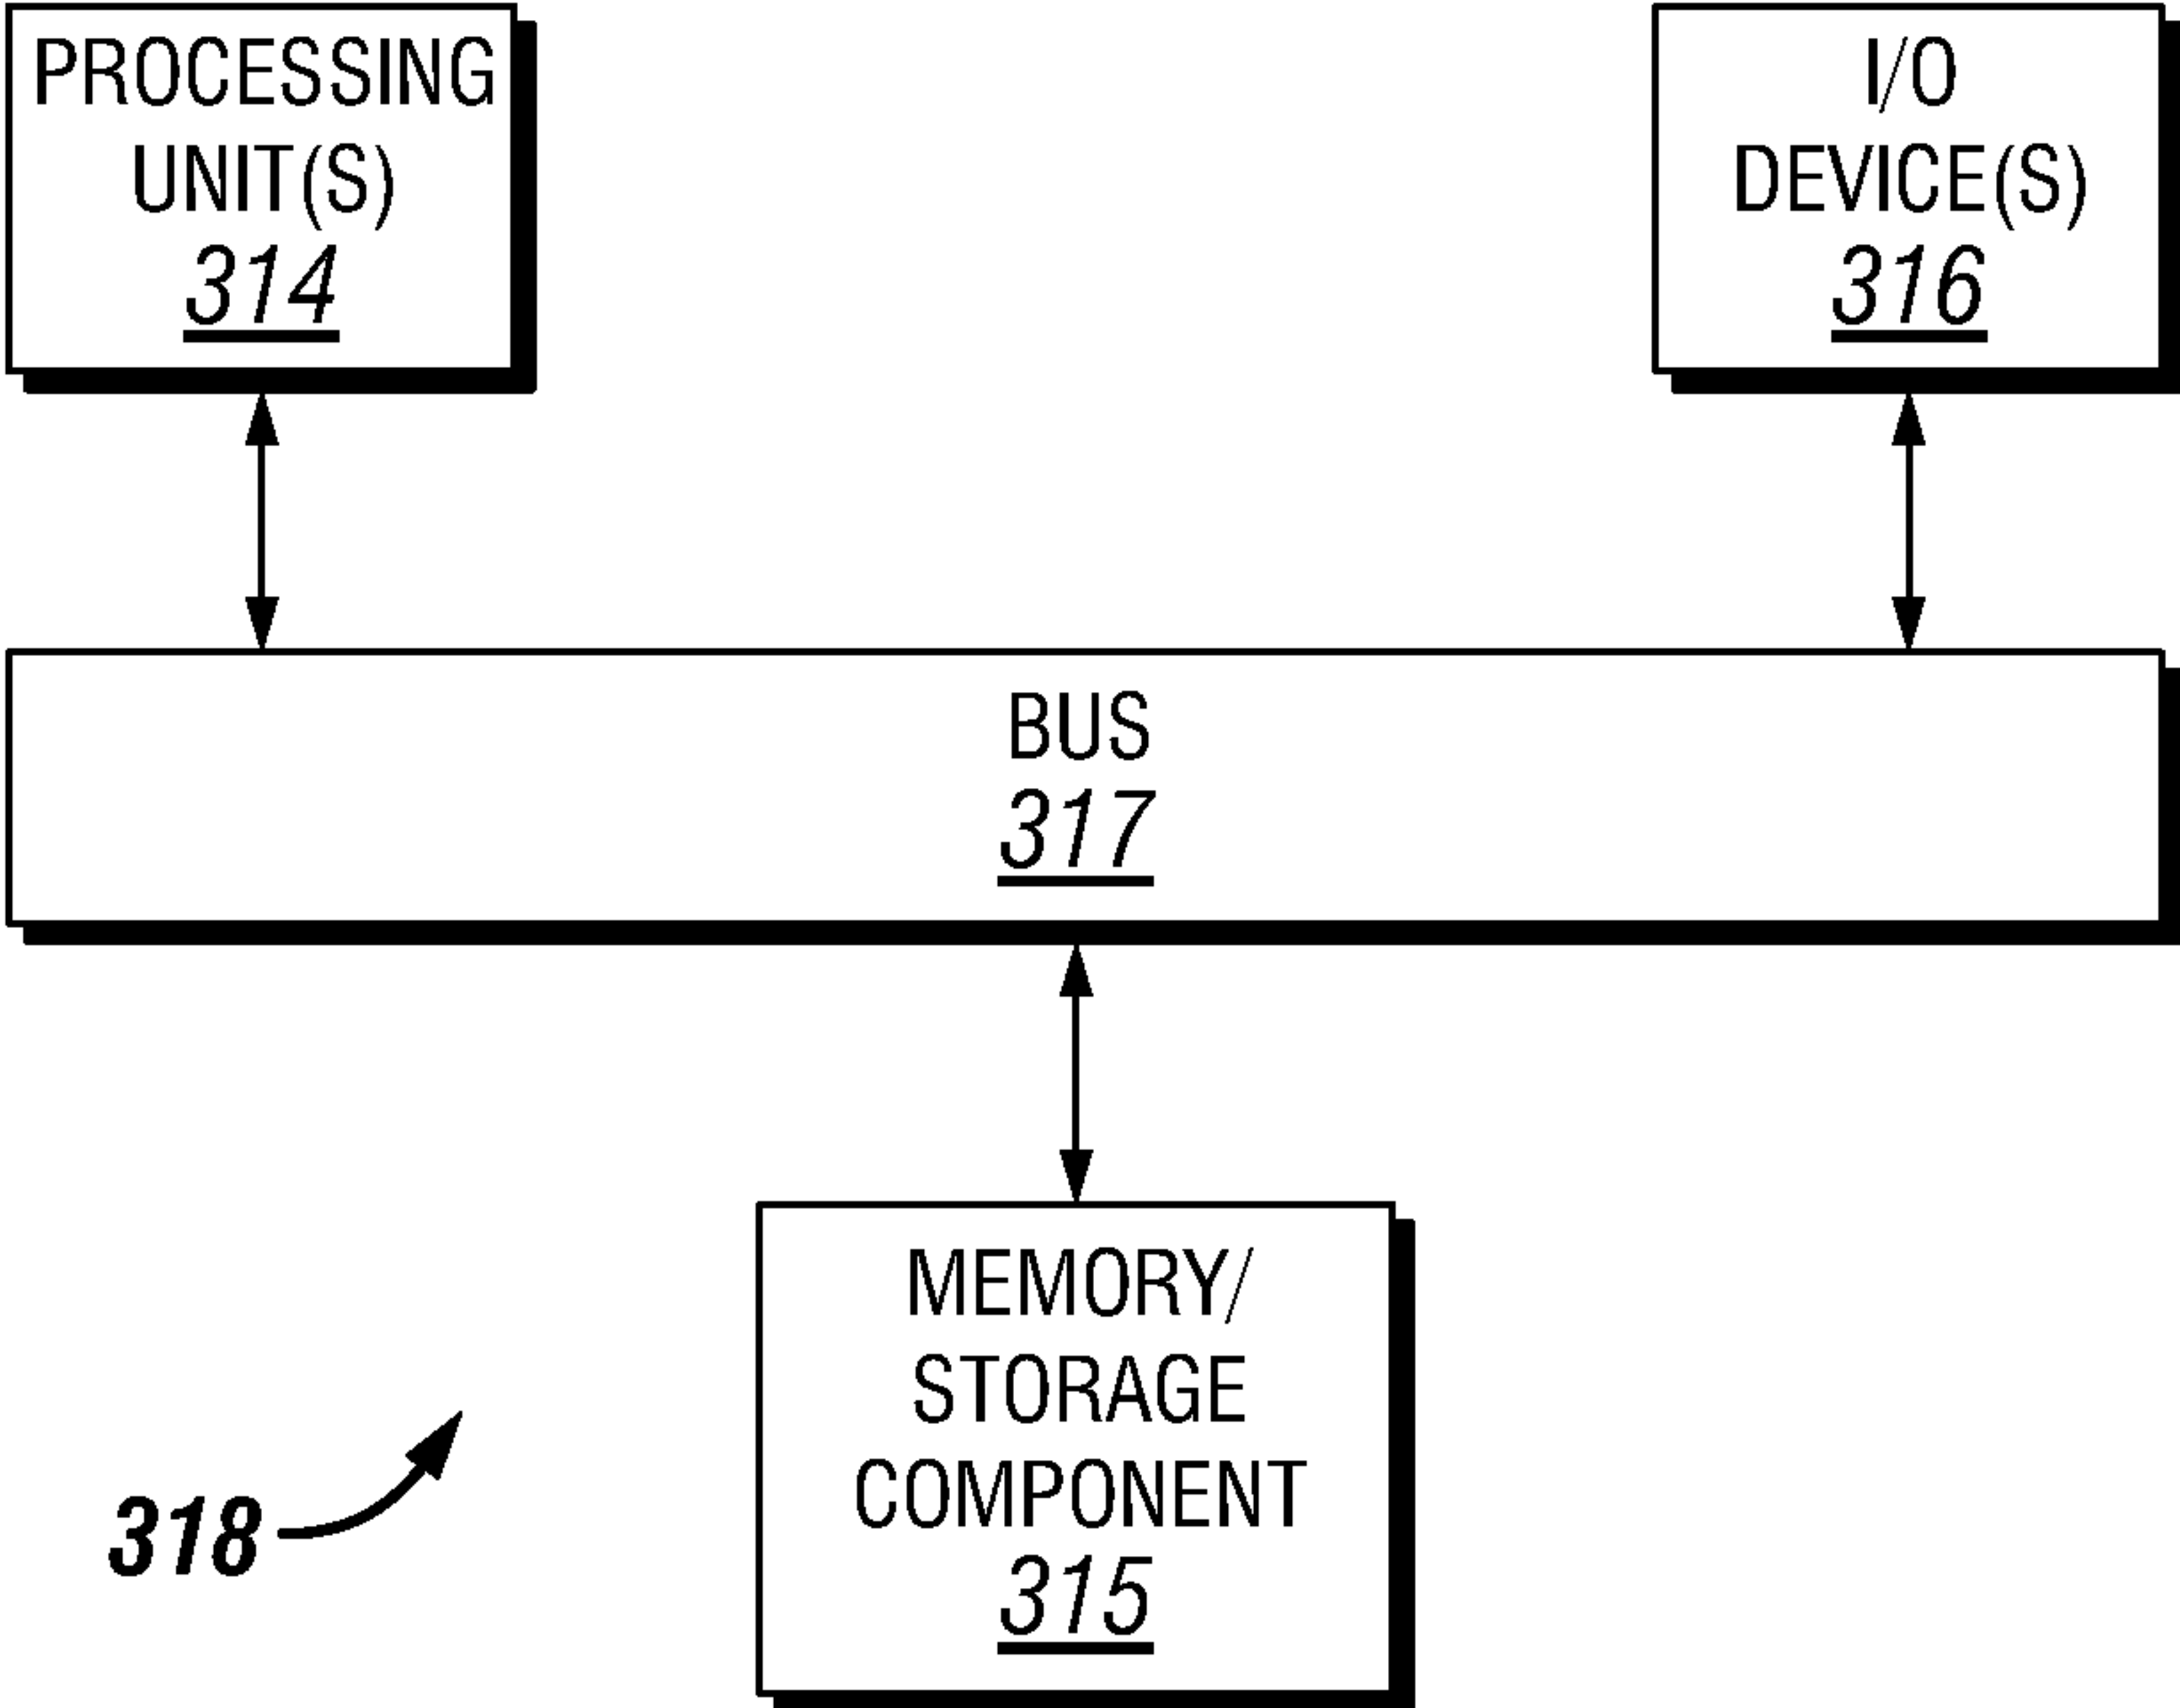 PROCESSING
UNIT(S)
314
I/O
DEVICE(S)
316
BUS
317
MEMORY/
STORAGE
COMPONENT
315
318